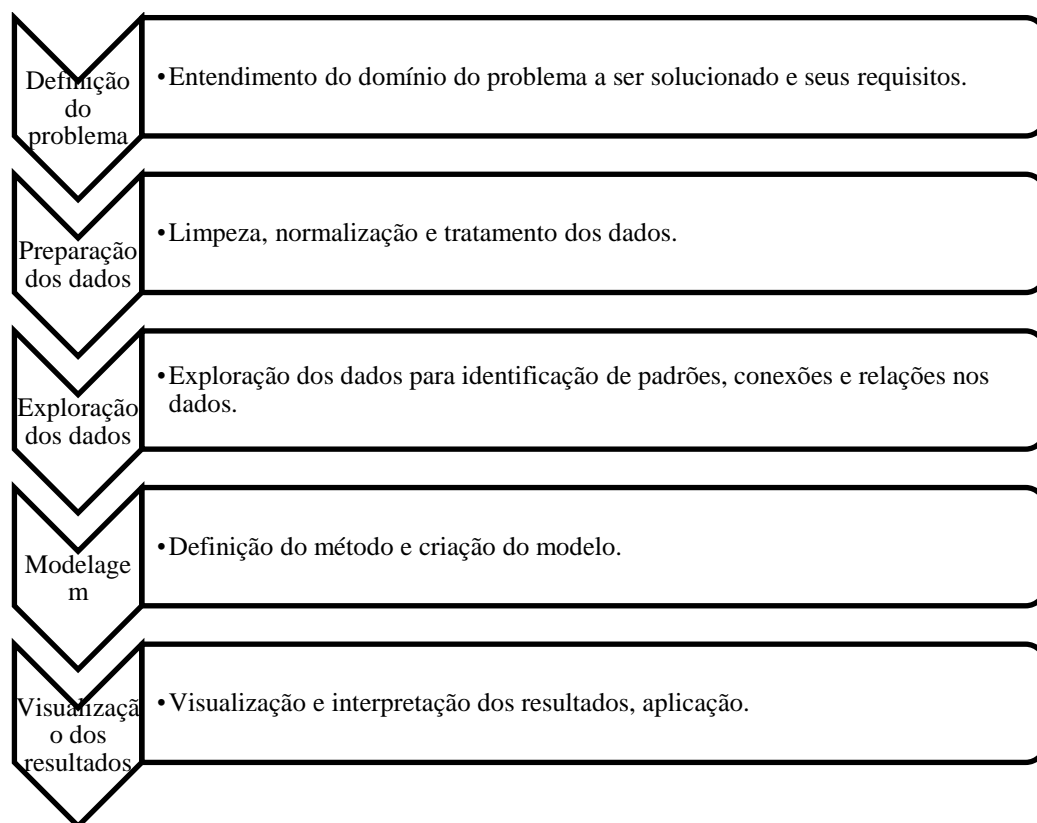 Definição
do
problema
•Entendimento do domínio do problema a ser solucionado e seus requisitos.
Preparação
dos dados
•Limpeza, normalização e tratamento dos dados.
Exploração
dos dados
•Exploração dos dados para identificação de padrões, conexões e relações nos
dados.
Modelage
m
•Definição do método e criação do modelo.
Visualizaçã
o dos
resultados
•Visualização e interpretação dos resultados, aplicação.